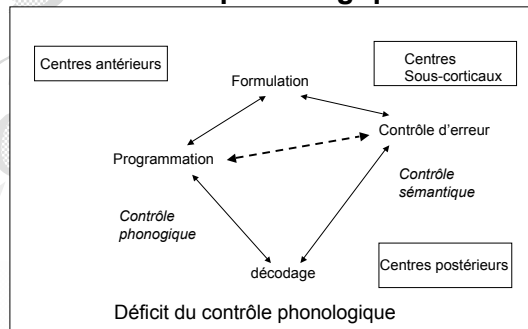 Centres antérieurs
Centres
Sous-corticaux
Formulation
Contrôle d'erreur
Programmation
Contrôle
sémantique
Contrôle
phonogique
décodage
Centres postérieurs
Déficit du contrôle phonologique